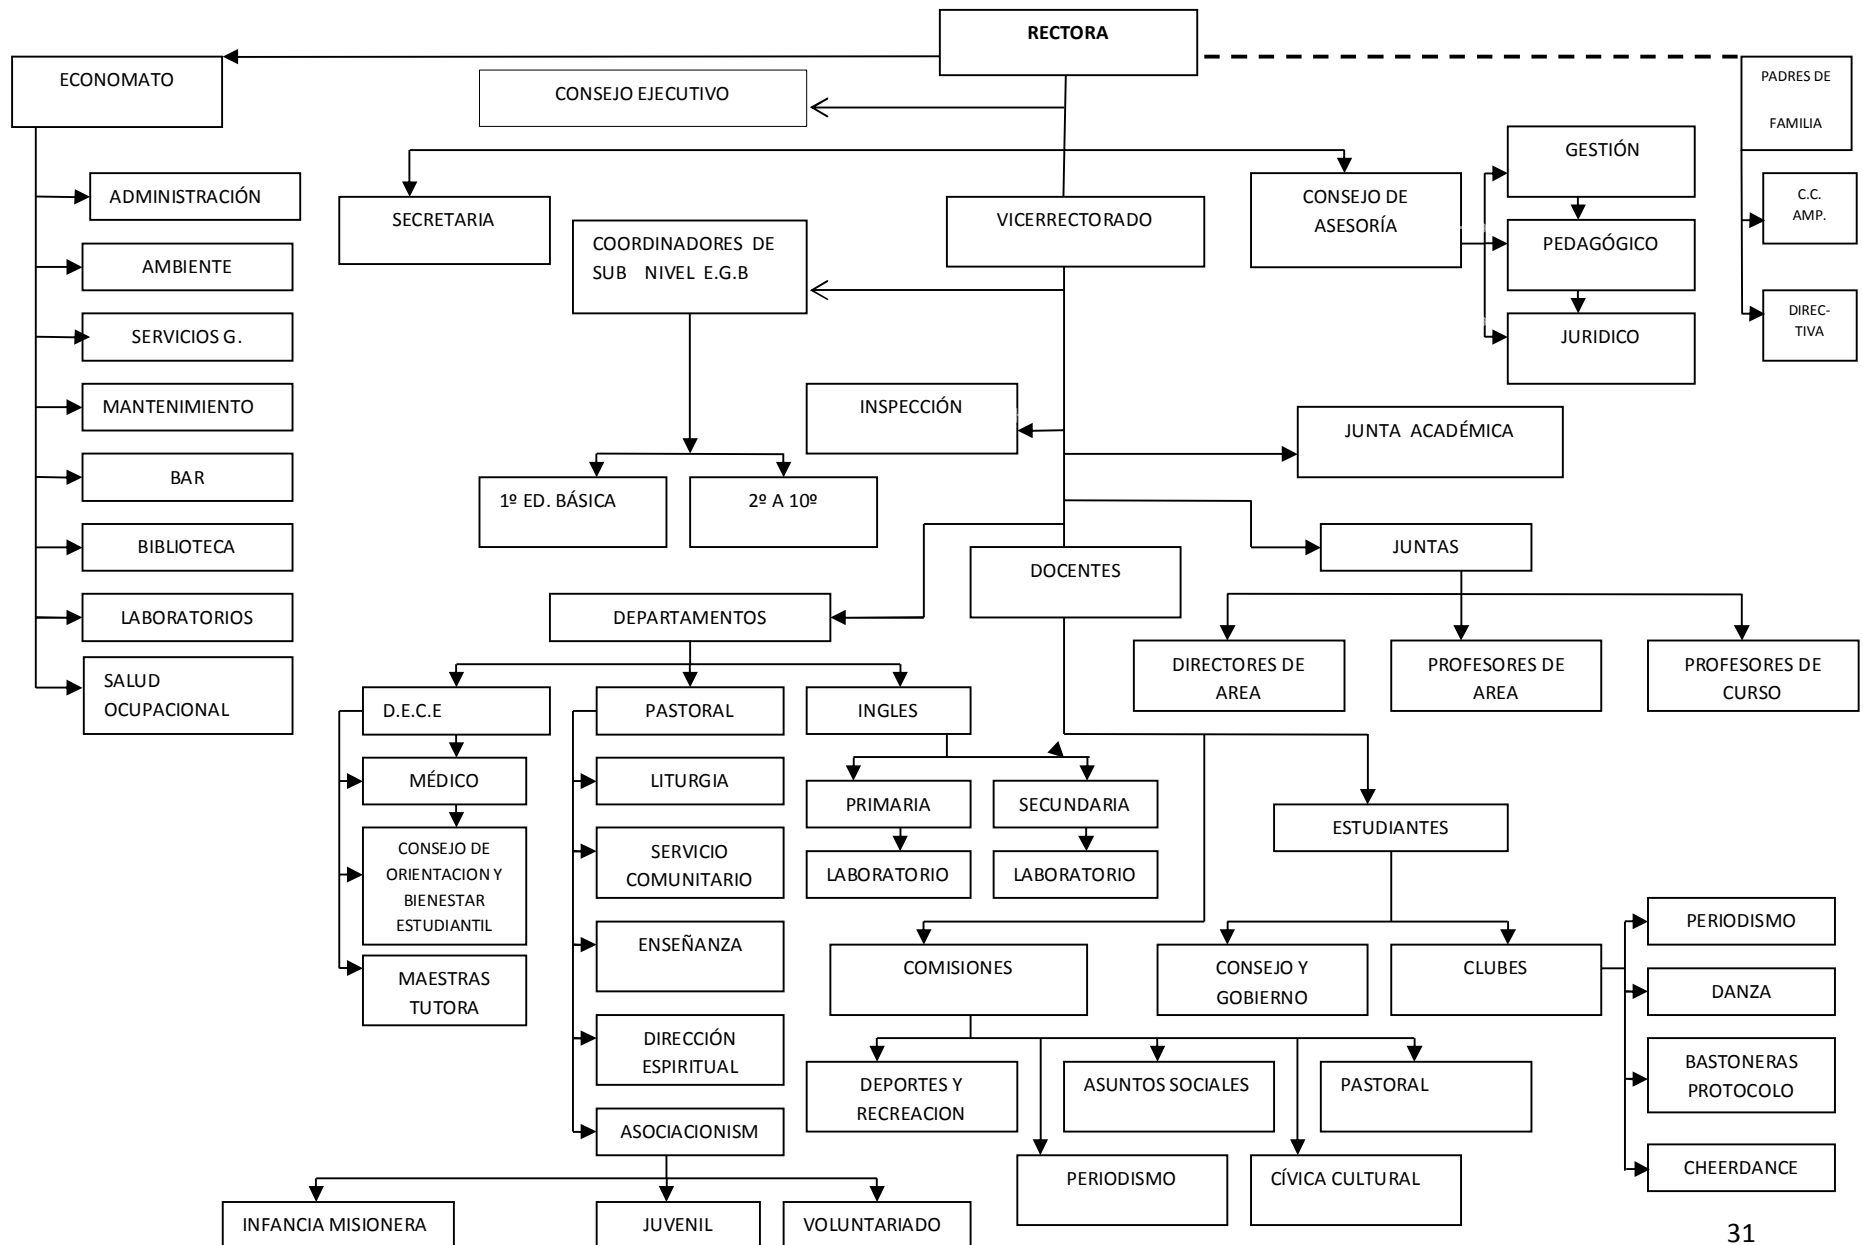 RECTORA
ECONOMATO
CONSEJO EJECUTIVO
PADRES DE
FAMILIA
GESTIÓN
ADMINISTRACIÓN
SECRETARIA
VICERRECTORADO
CONSEJO DE
ASESORÍA
C.C.
AMP.
COORDINADORES DE
SUB NIVEL E.G.B
PEDAGÓGICO
AMBIENTE
SERVICIOS G.
JURIDICO
DIREC-
TIVA
MANTENIMIENTO
INSPECCIÓN
JUNTA ACADÉMICA
BAR
1º ED. BÁSICA
2º A 10º
BIBLIOTECA
DOCENTES
JUNTAS
LABORATORIOS
DEPARTAMENTOS
SALUD
OCUPACIONAL
DIRECTORES DE
AREA
PROFESORES DE
AREA
PROFESORES DE
CURSO
D.E.C.E
PASTORAL
INGLES
MÉDICO
LITURGIA
PRIMARIA
SECUNDARIA
ESTUDIANTES
CONSEJO DE
ORIENTACION Y
BIENESTAR
ESTUDIANTIL
SERVICIO
COMUNITARIO
LABORATORIO
LABORATORIO
PERIODISMO
ENSEÑANZA
COMISIONES
CONSEJO Y
GOBIERNO
CLUBES
MAESTRAS
TUTORA
DANZA
DIRECCIÓN
ESPIRITUAL
BASTONERAS
PROTOCOLO
DEPORTES Y
RECREACION
ASUNTOS SOCIALES
PASTORAL
ASOCIACIONISM
PERIODISMO
CÍVICA CULTURAL
CHEERDANCE
INFANCIA MISIONERA
JUVENIL
VOLUNTARIADO
31